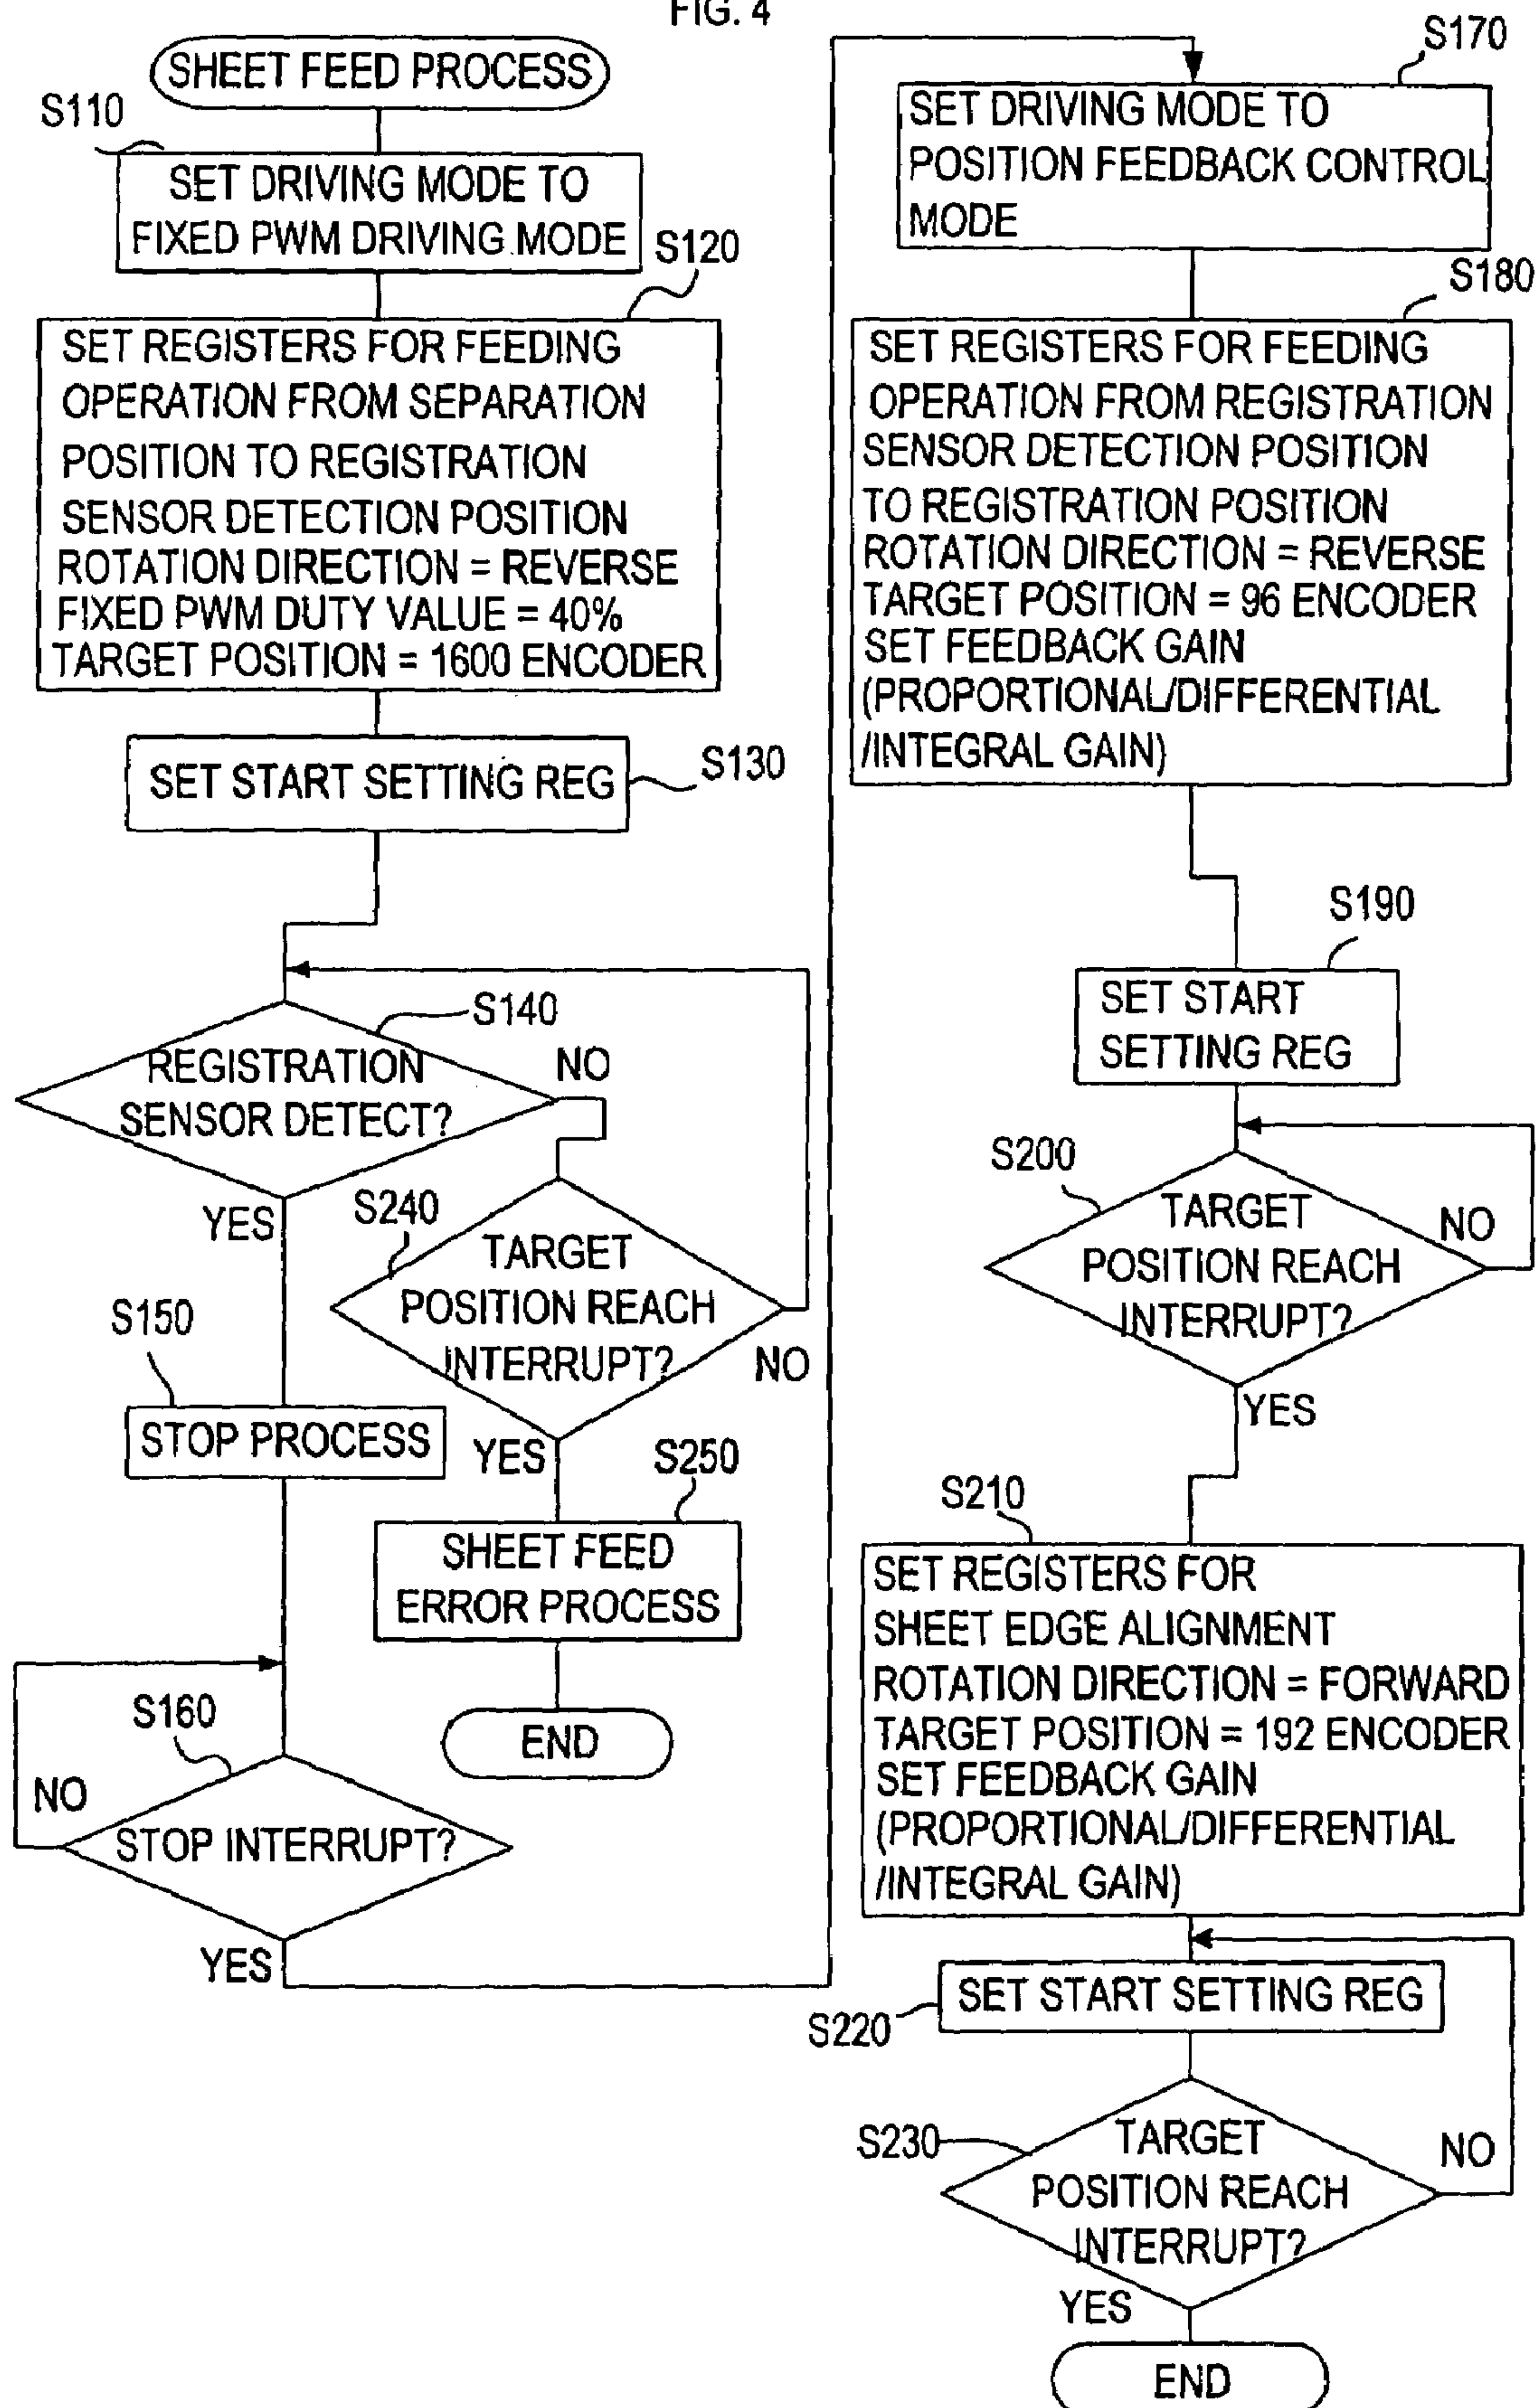 FIG. 4
SHEET FEED PROCESS
S110
SET DRIVING MODE TO
FIXED PWM DRIVING MODE
S120
SET REGISTERS FOR FEEDING
OPERATION FROM SEPARATION
POSITION TO REGISTRATION
SENSOR DETECTION POSITION
ROTATION DIRECTION = REVERSE
FIXED PWM DUTY VALUE = 40%
TARGET POSITION = 1600 ENCODER
SET START SETTING REG
S130
S140
REGISTRATION
SENSOR DETECT?
NO
YES
S240
TARGET
POSITION REACH
INTERRUPT?
NO
YES
S150
STOP PROCESS
S250
SHEET FEED
ERROR PROCESS
END
S160
NO
STOP INTERRUPT?
YES
S170
SET DRIVING MODE TO
POSITION FEEDBACK CONTROL
MODE
S180
SET REGISTERS FOR FEEDING
OPERATION FROM REGISTRATION
SENSOR DETECTION POSITION
TO REGISTRATION POSITION
ROTATION DIRECTION = REVERSE
TARGET POSITION = 96 ENCODER
SET FEEDBACK GAIN
(PROPORTIONAL/DIFFERENTIAL
/INTEGRAL GAIN)
S190
SET START
SETTING REG
S200
TARGET
POSITION REACH
INTERRUPT?
NO
YES
S210
SET REGISTERS FOR
SHEET EDGE ALIGNMENT
ROTATION DIRECTION = FORWARD
TARGET POSITION = 192 ENCODER
SET FEEDBACK GAIN
(PROPORTIONAL/DIFFERENTIAL
/INTEGRAL GAIN)
SET START SETTING REG
S220
S230
TARGET
POSITION REACH
INTERRUPT?
NO
YES
END